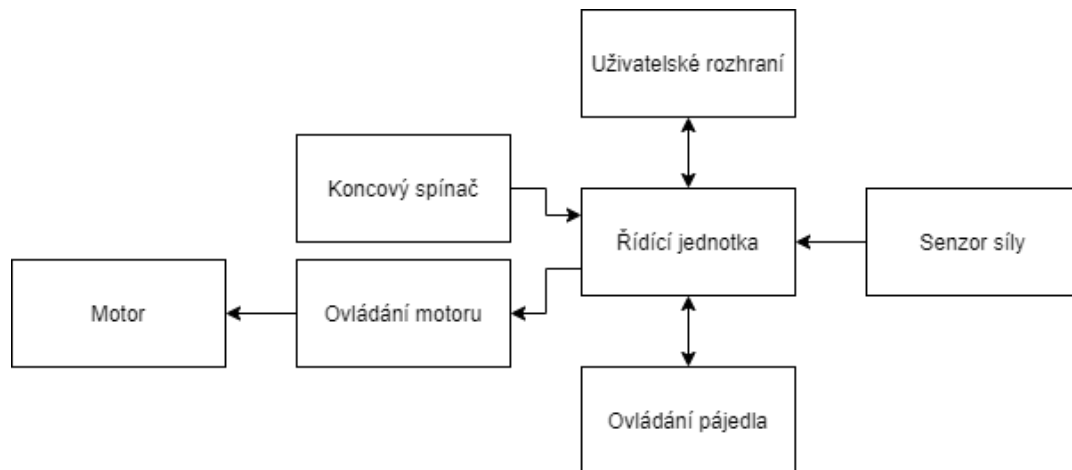 Uživatelské rozhraní
Koncový spínač
Řídící jednotka
Senzor síly
Motor
Ovládání motoru
Ovládání pájedla